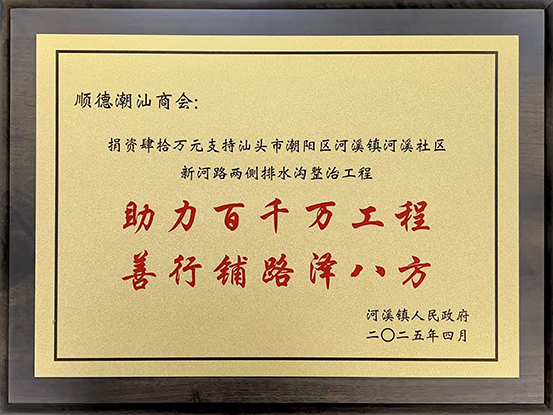 顺德潮汕商会:
捐资肆拾万元支持汕头市潮阳区河溪镇河溪社区
新河路两侧排水沟整治工程
助力百千万工程
善行铺路泽八方
河溪镇人民政府
二〇二五年四月